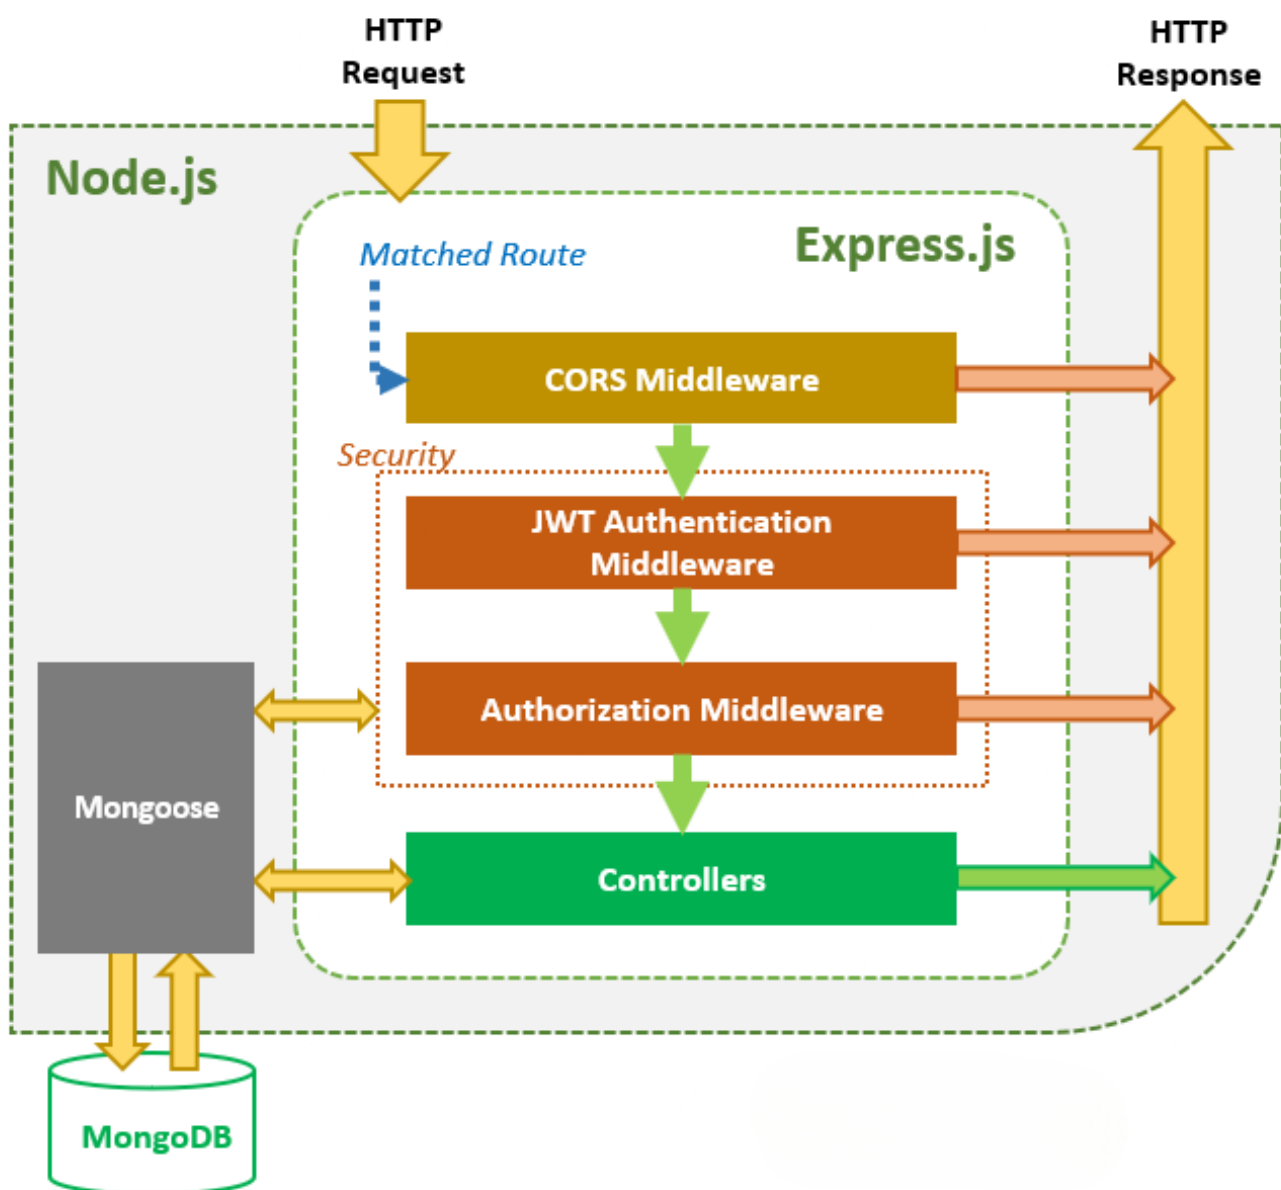 HTTP
Request
HTTP
Response
Node.js
Express.js
Matched Route
CORS Middleware
Security
JWT Authentication
Middleware
Authorization Middleware
Mongoose
Controllers
MongoDB